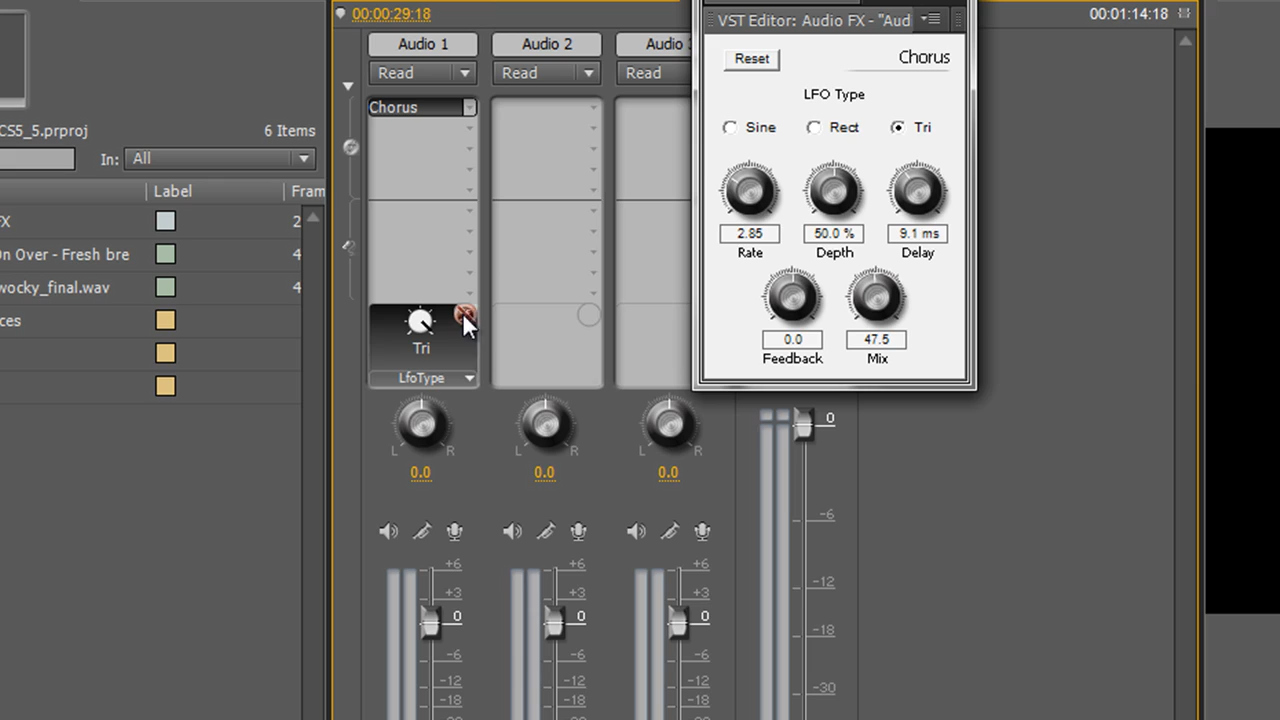 00:00:29:18
00:01:14:18
VST Editor: Audio FX - "Aud
Audio 1
Audio 2
Audio
Read
Read
Read
Reset
Chorus
LFO Type
Sine
Rect
Tri
Chorus
CS5_5.prproj
6 Items
In:
All
Label
Fram
X
2
n Over - Fresh bre
4
wocky_final.wav
4
ces
2.85
50.0 %
9.1 ms
Rate
Depth
Delay
0.0
47.5
Feedback
Mix
Tri
LfoType
L
R
L
R
L
R
0.0
0.0
0.0
0
-6
-12
-18
-30
+6
+3
0
-6
-12
-18
+6
+3
0
-6
-12
-18
+6
+3
0
-6
-12
-18